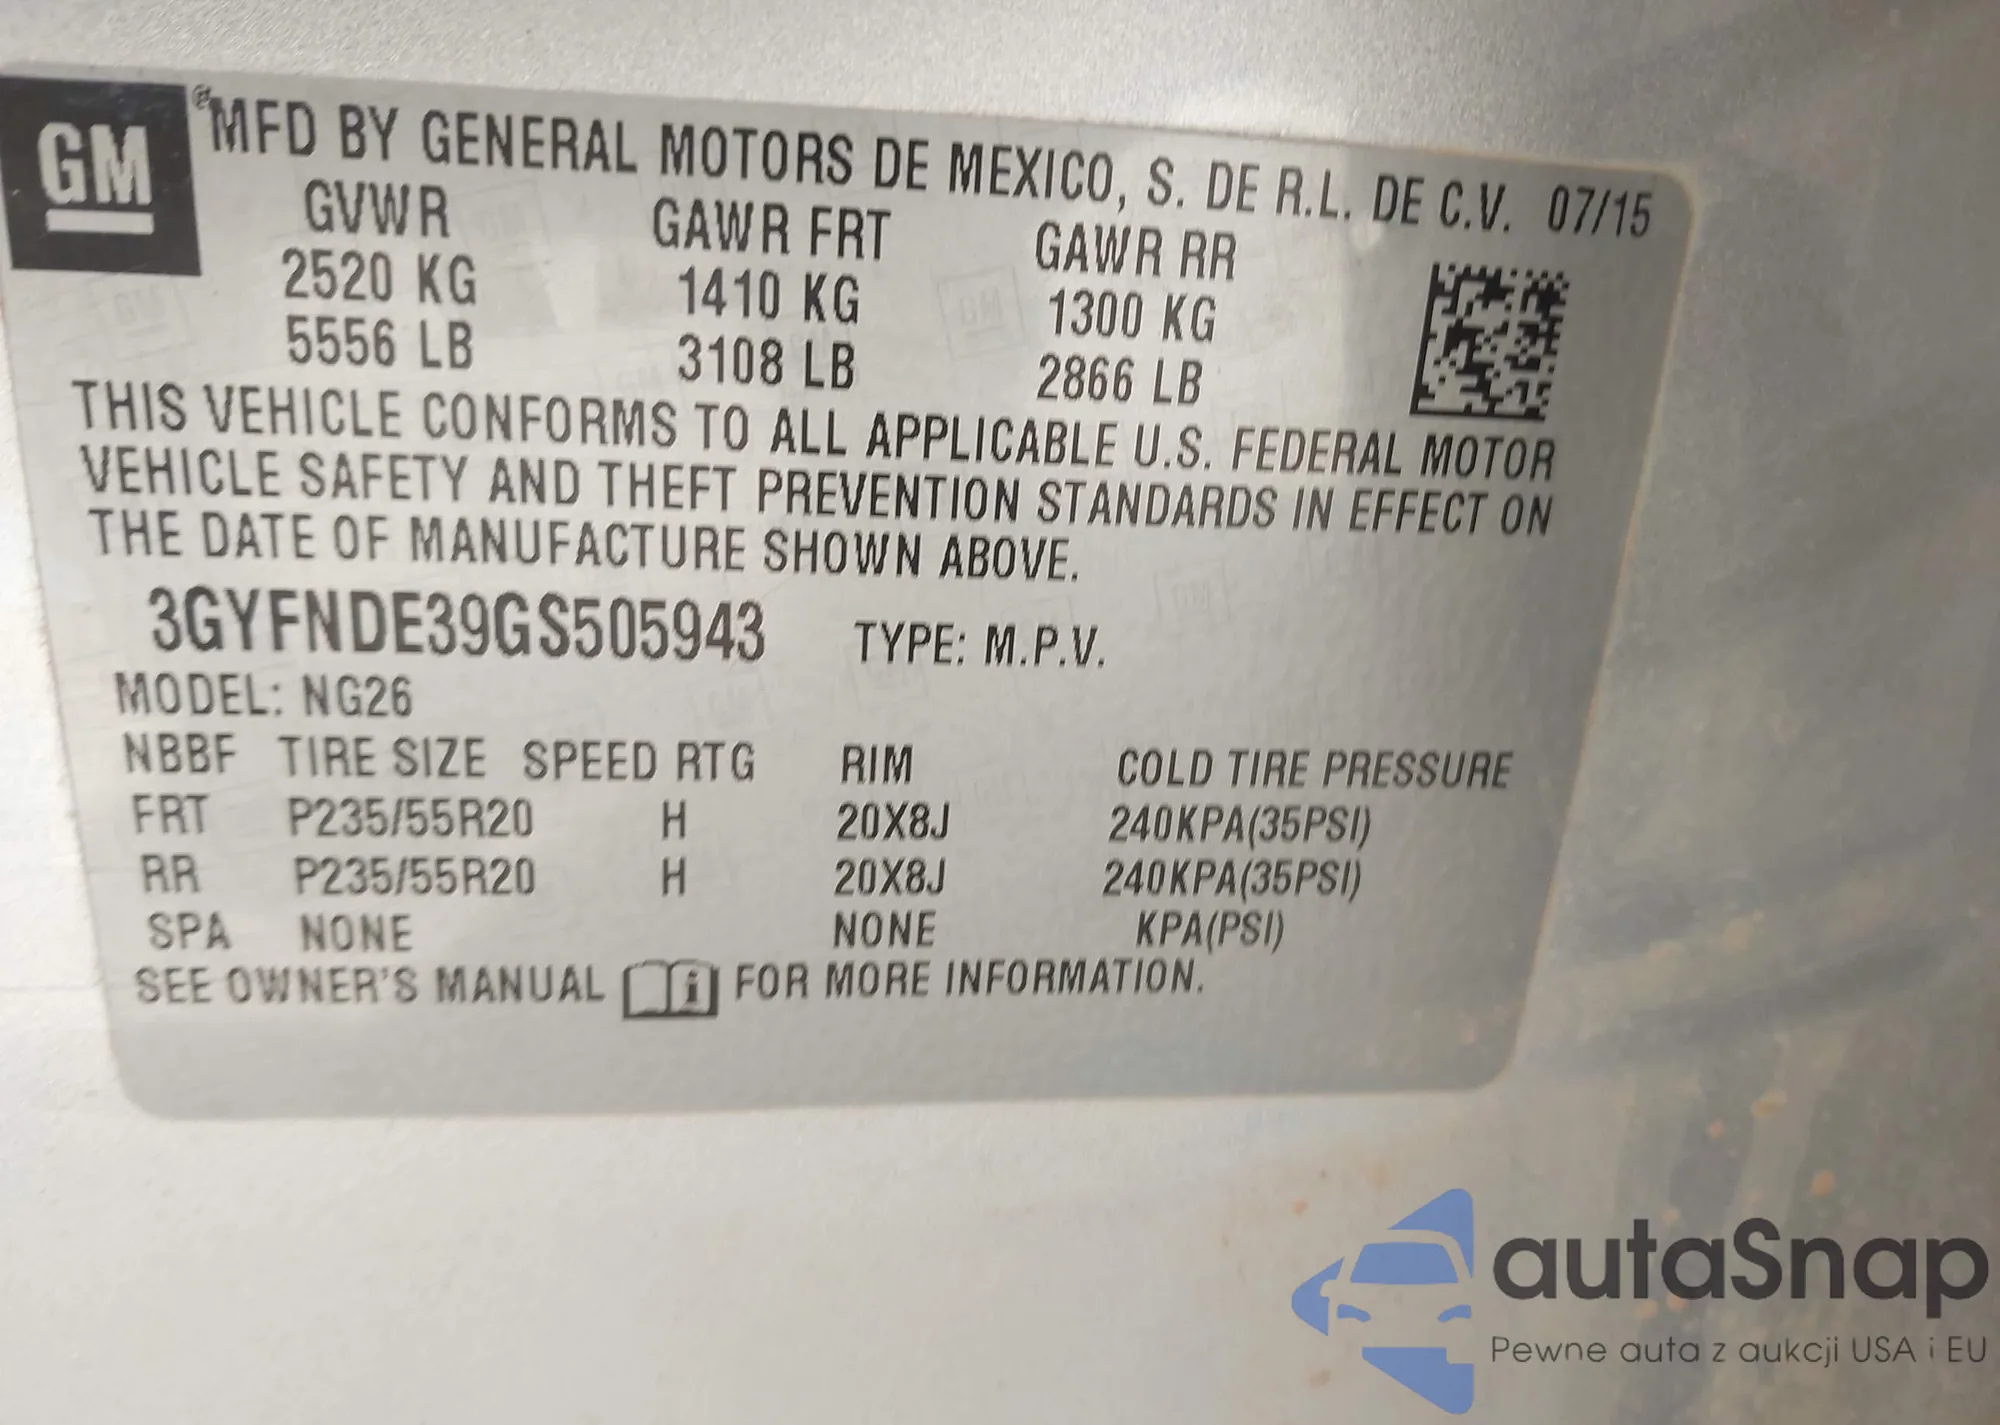 GM
MFD BY GENERAL MOTORS DE MEXICO, S. DE R.L. DE C.V. 07/15
GVWR GAWR FRT GAWR RR
2520 KG 1410 KG 1300 KG
5556 LB 3108 LB 2866 LB
THIS VEHICLE CONFORMS TO ALL APPLICABLE U.S. FEDERAL MOTOR
VEHICLE SAFETY AND THEFT PREVENTION STANDARDS IN EFFECT ON
THE DATE OF MANUFACTURE SHOWN ABOVE.
3GYFNDE39GS505943 TYPE: M.P.V.
MODEL: NG26
NBBF TIRE SIZE SPEED RTG RIM COLD TIRE PRESSURE
FRT P235/55R20 H 20X8J 240KPA(35PSI)
RR P235/55R20 H 20X8J 240KPA(35PSI)
SPA NONE NONE KPA(PSI)
SEE OWNER'S MANUAL i FOR MORE INFORMATION.
autaSnap
Pewne auta z aukcji USA i EU